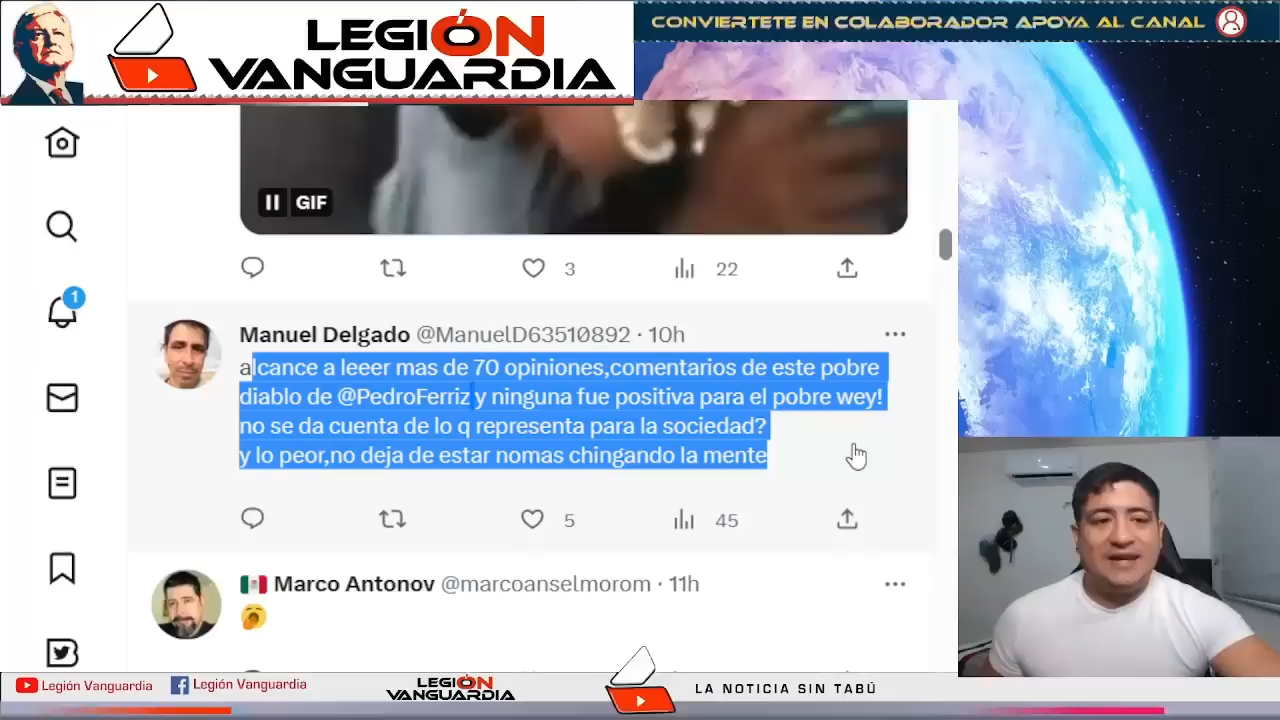 LEGIÓN
VANGUARDIA
CONVIERTETE EN COLABORADOR APOYA AL CANAL
GIF
3
22
1
Manuel Delgado @ManuelD63510892 · 10h
alcance a leeer mas de 70 opiniones,comentarios de este pobre
diablo de @PedroFerriz y ninguna fue positiva para el pobre wey!
no se da cuenta de lo q representa para la sociedad?
y lo peor,no deja de estar nomas chingando la mente
5
45
Marco Antonov @marcoanselmorom · 11h
Legión Vanguardia
Legión Vanguardia
LEGIÓN
VANGUARDIA
LA NOTICIA SIN TABÚ